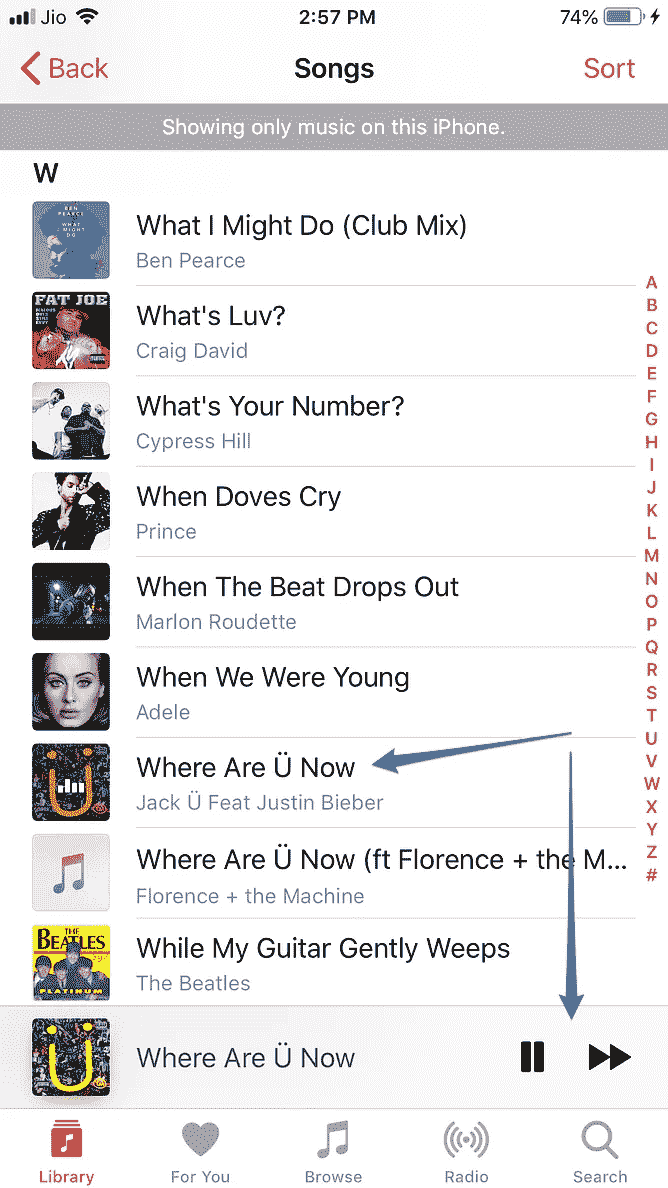 Jio 2:57 PM 74%
Back Songs Sort
Showing only music on this iPhone.
W
BEN PEARCE
WHAT I MIGHT DO
What I Might Do (Club Mix)
Ben Pearce
FAT JOE
What's Luv?
Craig David
What's Your Number?
Cypress Hill
When Doves Cry
Prince
When The Beat Drops Out
Marlon Roudette
When We Were Young
Adele
Where Are Ü Now
Jack Ü Feat Justin Bieber
Where Are Ü Now (ft Florence + the M...
Florence + the Machine
THE
BEATLES
PLATINUM
While My Guitar Gently Weeps
The Beatles
A
B
C
D
E
F
G
H
I
J
K
L
M
N
O
P
Q
R
S
T
U
V
W
X
Y
Z
#
Where Are Ü Now
Library For You Browse Radio Search